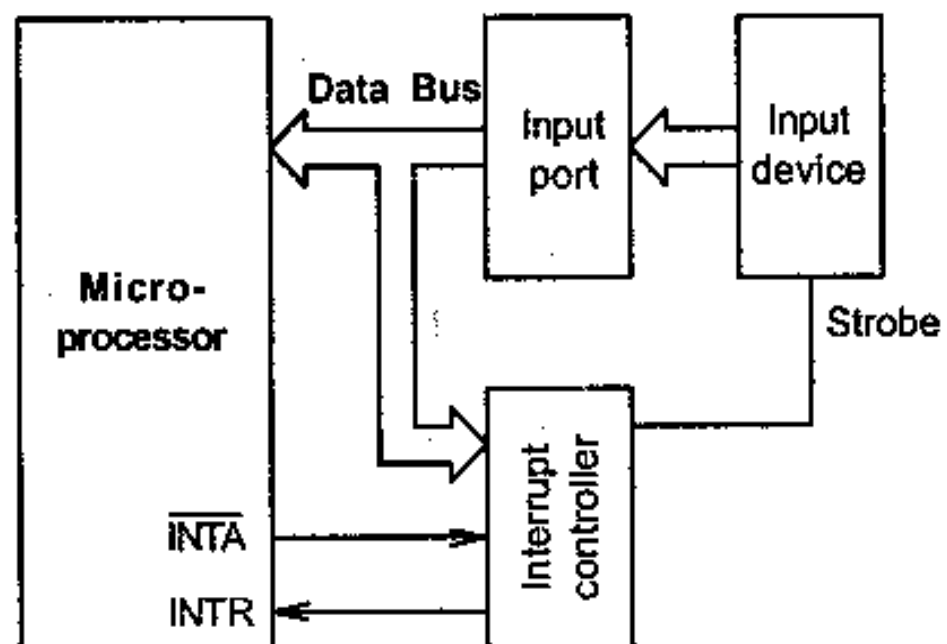 Data Bus
Input
port
Input
device
Micro-
processor
Strobe
Interrupt
controller
INTA
INTR